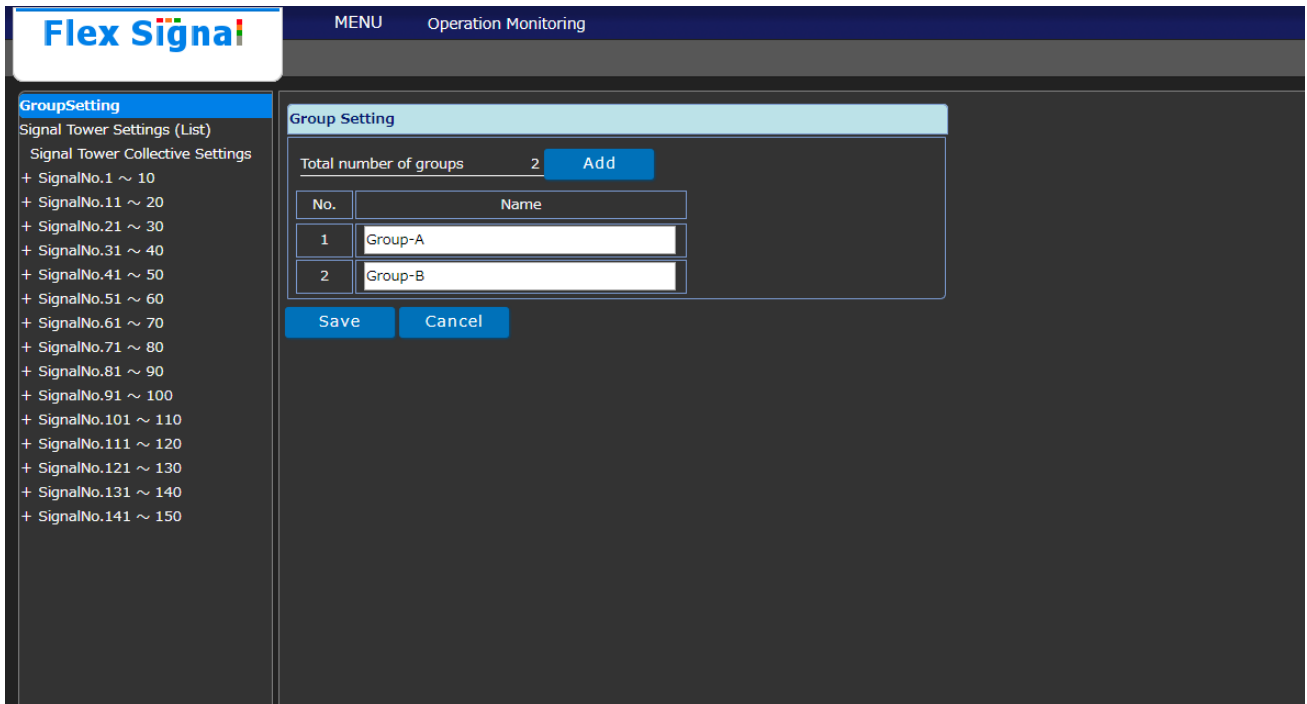 Flex Signal
MENU Operation Monitoring
GroupSetting
Signal Tower Settings (List)
Signal Tower Collective Settings
+ SignalNo.1 ～ 10
+ SignalNo.11 ～ 20
+ SignalNo.21 ～ 30
+ SignalNo.31 ～ 40
+ SignalNo.41 ～ 50
+ SignalNo.51 ～ 60
+ SignalNo.61 ～ 70
+ SignalNo.71 ～ 80
+ SignalNo.81 ～ 90
+ SignalNo.91 ～ 100
+ SignalNo.101 ～ 110
+ SignalNo.111 ～ 120
+ SignalNo.121 ～ 130
+ SignalNo.131 ～ 140
+ SignalNo.141 ～ 150
Group Setting
Total number of groups 2 Add
No. Name
1 Group-A
2 Group-B
Save Cancel